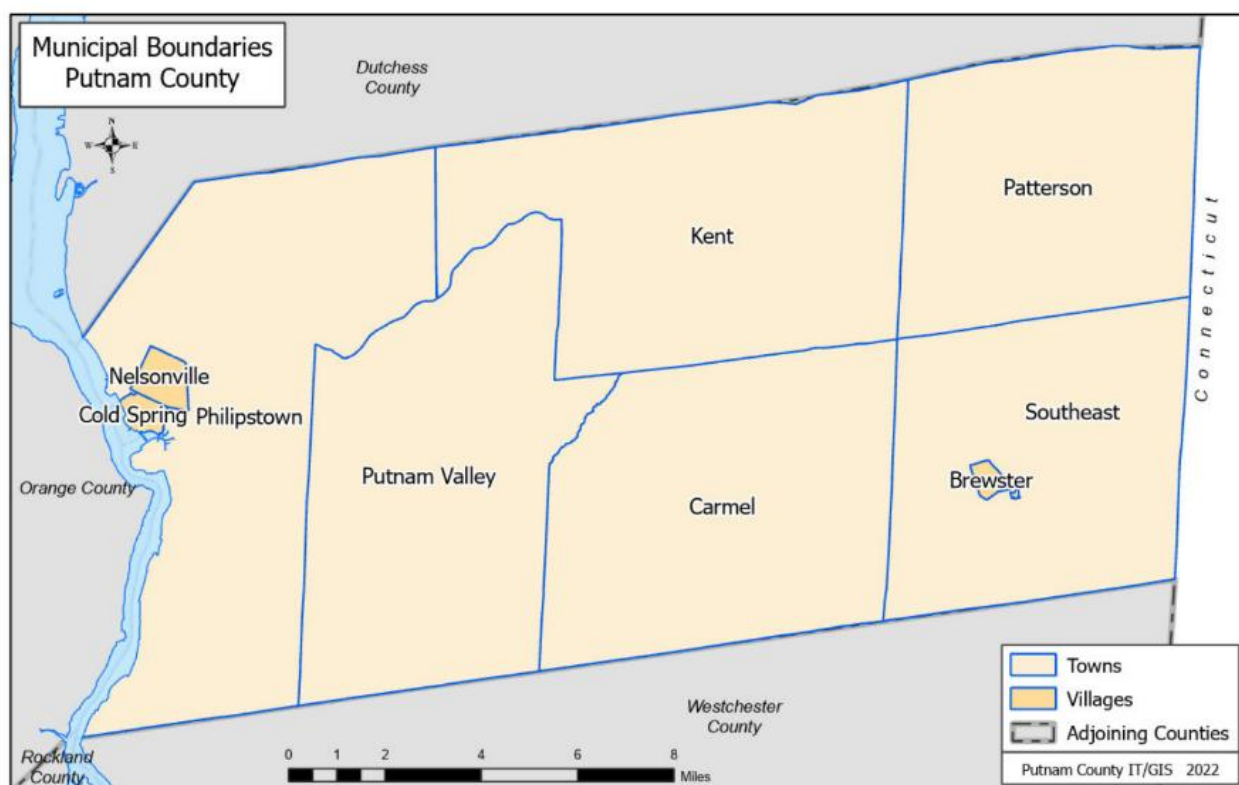 Municipal Boundaries
Putnam County
Dutchess
County
N
W E
S
Patterson
Kent
Connecticut
Nelsonville
Cold Spring
Philipstown
Southeast
Putnam Valley
Orange County
Brewster
Carmel
Westchester
County
Rockland
County
0 1 2 4 6 8
Miles
Towns
Villages
Adjoining Counties
Putnam County IT/GIS 2022